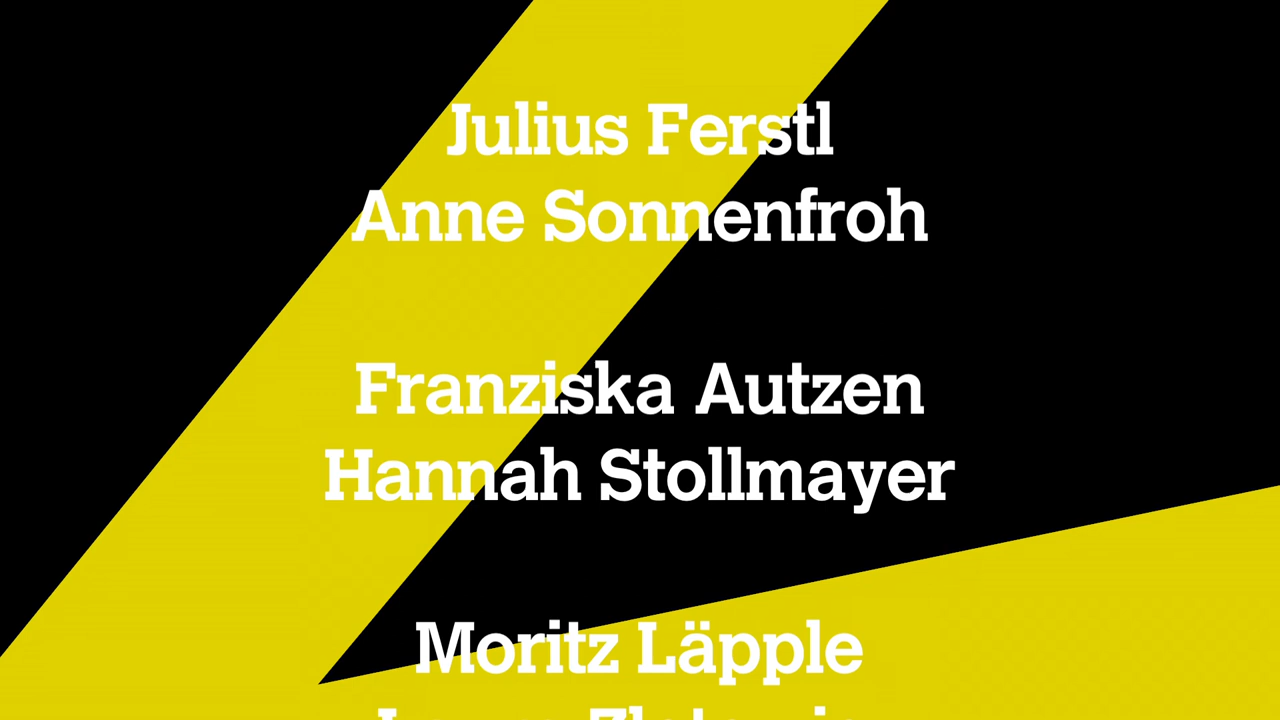 Julius Ferstl
Anne Sonnenfroh
Franziska Autzen
Hannah Stollmayer
Moritz Läpple